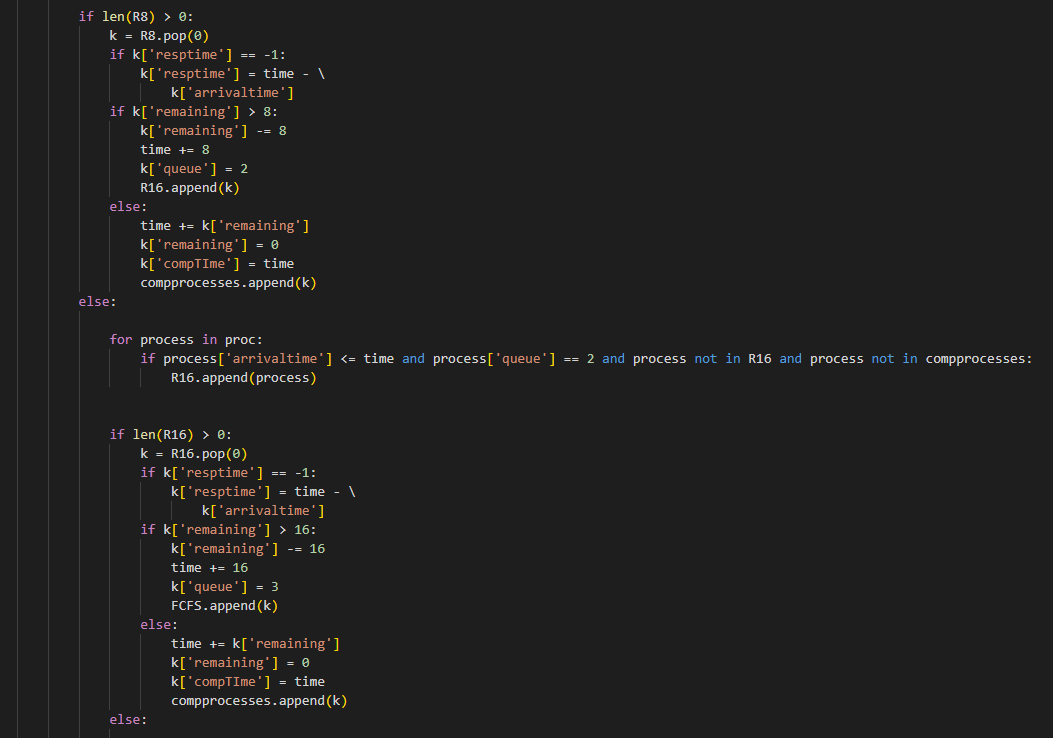 if len(R8) > 0:
k = R8.pop(0)
if k['resptime'] == -1:
k['resptime'] = time - \
k['arrivaltime']
if k['remaining'] > 8:
k['remaining'] -= 8
time += 8
k['queue'] = 2
R16.append(k)
else:
time += k['remaining']
k['remaining'] = 0
k['compTIme'] = time
compprocesses.append(k)
else:
for process in proc:
if process['arrivaltime'] <= time and process['queue'] == 2 and process not in R16 and process not in compprocesses:
R16.append(process)
if len(R16) > 0:
k = R16.pop(0)
if k['resptime'] == -1:
k['resptime'] = time - \
k['arrivaltime']
if k['remaining'] > 16:
k['remaining'] -= 16
time += 16
k['queue'] = 3
FCFS.append(k)
else:
time += k['remaining']
k['remaining'] = 0
k['compTIme'] = time
compprocesses.append(k)
else: